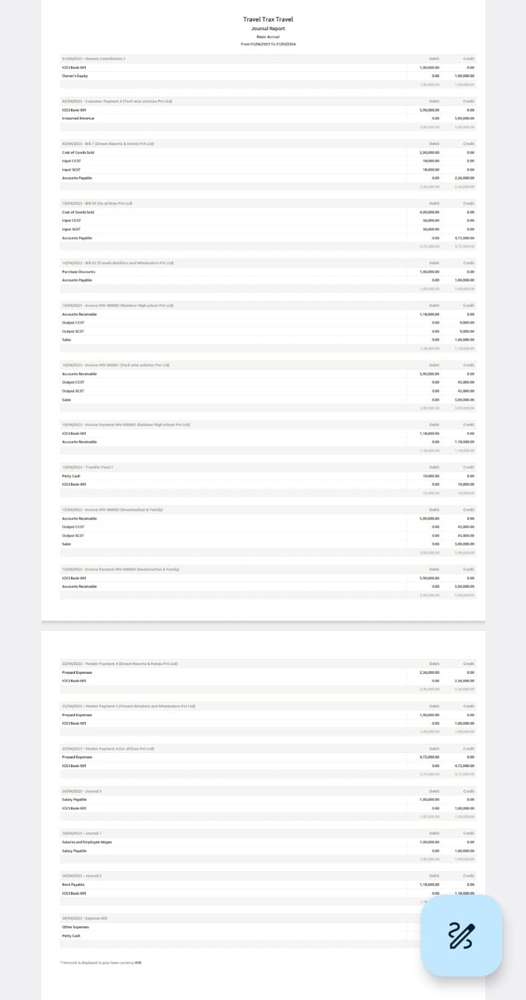 Travel Trax Travel
Journal Report
Basis: Accrual
From 01/04/2023 To 31/03/2024
01/04/2023 - Owners Contribution 1 Debit Credit
ICICI Bank-001 1,00,000.00 0.00
Owner's Equity 0.00 1,00,000.00
1,00,000.00 1,00,000.00
Customer Payment 4 (Tech wise solution Pvt Ltd) Debit Credit
ICICI Bank-001 5,90,000.00 0.00
Unearned Revenue 0.00 5,90,000.00
5,90,000.00 5,90,000.00
Bill 1 (Dream Resorts & Hotels Pvt Ltd) Debit Credit
Cost of Goods Sold 2,00,000.00 0.00
Input CGST 18,000.00 0.00
Input SGST 18,000.00 0.00
Accounts Payable 0.00 2,36,000.00
2,36,000.00 2,36,000.00
Bill 03 (Go airlines Pvt Ltd) Debit Credit
Cost of Goods Sold 4,00,000.00 0.00
Input CGST 36,000.00 0.00
Input SGST 36,000.00 0.00
Accounts Payable 0.00 4,72,000.00
4,72,000.00 4,72,000.00
10/04/2023 - Bill 02 (Travels Retailers and Wholesalers Pvt Ltd) Debit Credit
Purchase Discounts 1,00,000.00 0.00
Accounts Payable 0.00 1,00,000.00
1,00,000.00 1,00,000.00
10/04/2023 - Invoice INV-000002 (Rainbow High school Pvt Ltd) Debit Credit
Accounts Receivable 1,18,000.00 0.00
Output CGST 0.00 9,000.00
Output SGST 0.00 9,000.00
Sales 0.00 1,00,000.00
1,18,000.00 1,18,000.00
10/04/2023 - Invoice INV-000001 (Tech wise solution Pvt Ltd) Debit Credit
Accounts Receivable 5,90,000.00 0.00
Output CGST 0.00 45,000.00
Output SGST 0.00 45,000.00
Sales 0.00 5,00,000.00
5,90,000.00 5,90,000.00
10/04/2023 - Invoice Payment INV-000002 (Rainbow High school Pvt Ltd) Debit Credit
ICICI Bank-001 1,18,000.00 0.00
Accounts Receivable 0.00 1,18,000.00
1,18,000.00 1,18,000.00
10/04/2023 - Transfer Fund 1 Debit Credit
Petty Cash 10,000.00 0.00
ICICI Bank-001 0.00 10,000.00
10,000.00 10,000.00
15/04/2023 - Invoice INV-000003 (Swaminathan & Family) Debit Credit
Accounts Receivable 5,90,000.00 0.00
Output CGST 0.00 45,000.00
Output SGST 0.00 45,000.00
Sales 0.00 5,00,000.00
5,90,000.00 5,90,000.00
15/04/2023 - Invoice Payment INV-000003 (Swaminathan & Family) Debit Credit
ICICI Bank-001 5,90,000.00 0.00
Accounts Receivable 0.00 5,90,000.00
5,90,000.00 5,90,000.00
25/04/2023 - Vendor Payment 4 (Dream Resorts & Hotels Pvt Ltd) Debit Credit
Prepaid Expenses 2,36,000.00 0.00
ICICI Bank-001 0.00 2,36,000.00
2,36,000.00 2,36,000.00
25/04/2023 - Vendor Payment 5 (Travels Retailers and Wholesalers Pvt Ltd) Debit Credit
Prepaid Expenses 1,00,000.00 0.00
ICICI Bank-001 0.00 1,00,000.00
1,00,000.00 1,00,000.00
25/04/2023 - Vendor Payment 6 (Go airlines Pvt Ltd) Debit Credit
Prepaid Expenses 4,72,000.00 0.00
ICICI Bank-001 0.00 4,72,000.00
4,72,000.00 4,72,000.00
30/04/2023 - Journal 3 Debit Credit
Salary Payable 1,00,000.00 0.00
ICICI Bank-001 0.00 1,00,000.00
1,00,000.00 1,00,000.00
30/04/2023 - Journal 1 Debit Credit
Salaries and Employee Wages 1,00,000.00 0.00
Salary Payable 0.00 1,00,000.00
1,00,000.00 1,00,000.00
30/04/2023 - Journal 2 Debit Credit
Rent Payable 1,18,000.00 0.00
ICICI Bank-001 0.00 1,18,000.00
30/04/2023 - Expense 002
Other Expenses
Petty Cash
**Amount is displayed in your base currency INR